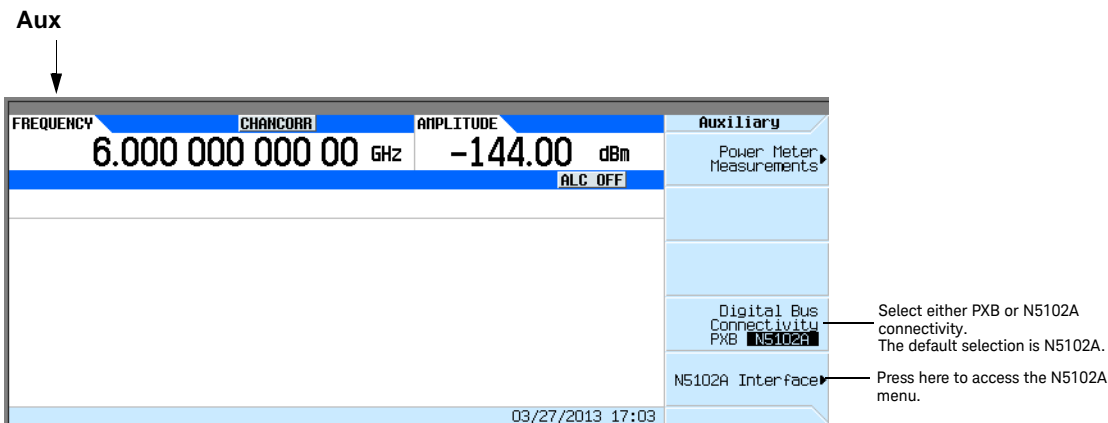 Aux
FREQUENCY CHANCORR AMPLITUDE Auxiliary
6.000 000 000 00 GHz -144.00 dBm Power Meter
Measurements
ALC OFF
Digital Bus
Connectivity
PXB N5102A
Select either PXB or N5102A
connectivity.
The default selection is N5102A.
N5102A Interface
Press here to access the N5102A
menu.
03/27/2013 17:03